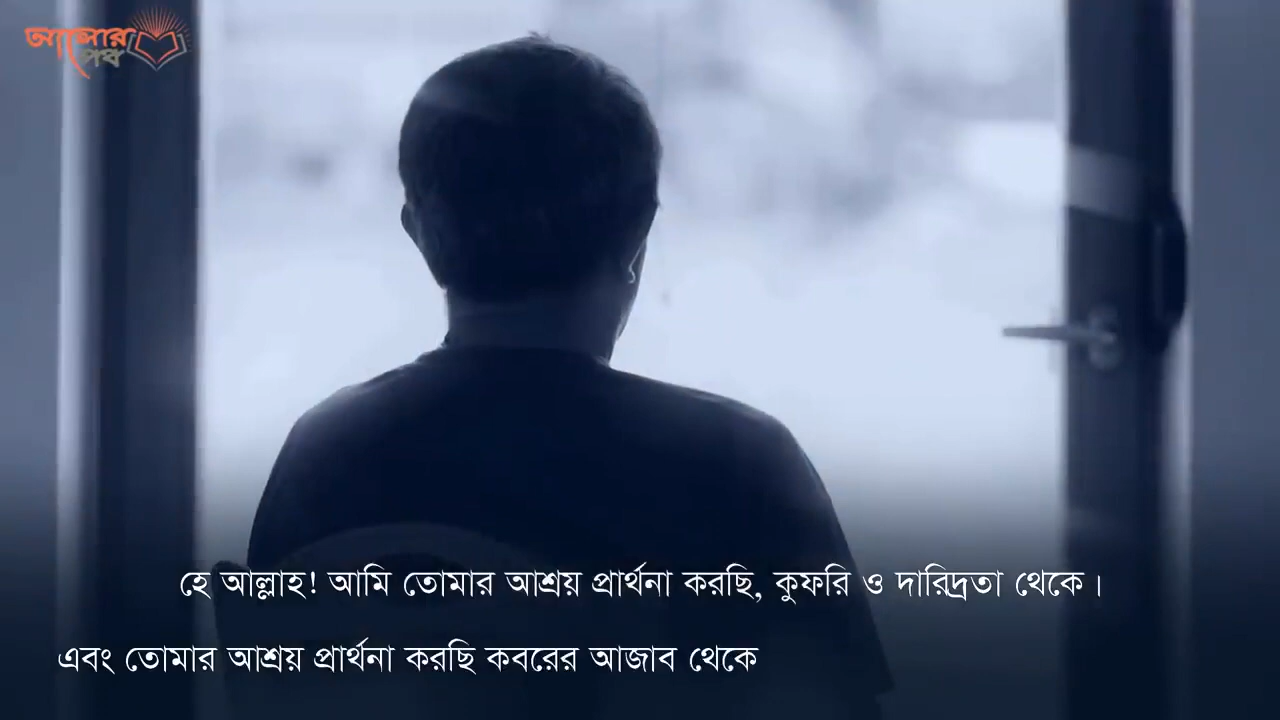 আলোর
পথ
হে আল্লাহ! আমি তোমার আশ্রয় প্রার্থনা করছি, কুফরি ও দারিদ্রতা থেকে।
এবং তোমার আশ্রয় প্রার্থনা করছি কবরের আজাব থেকে